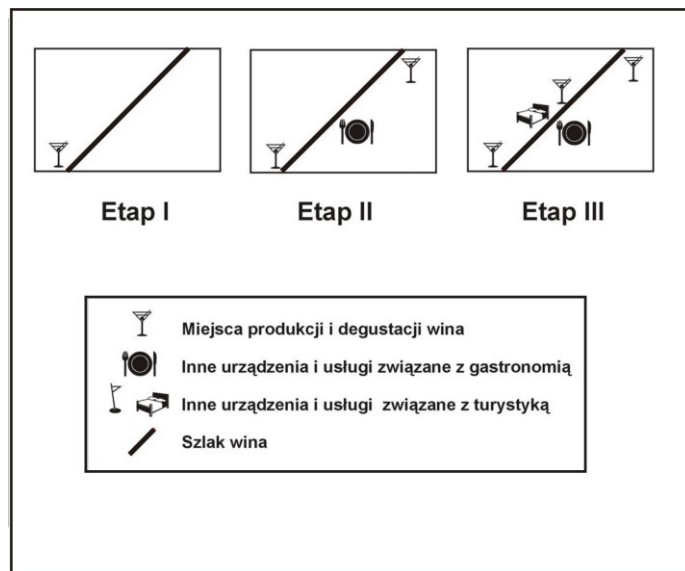 Etap I Etap II Etap III
Miejsca produkcji i degustacji wina
Inne urządzenia i usługi związane z gastronomią
Inne urządzenia i usługi związane z turystyką
Szlak wina